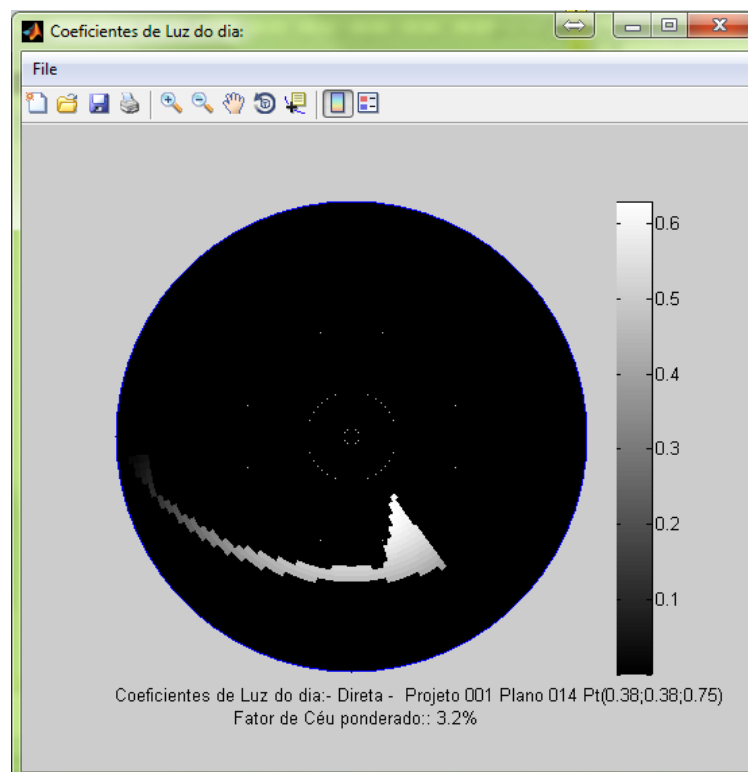 Coeficientes de Luz do dia:
File
0.6
0.5
0.4
0.3
0.2
0.1
Coeficientes de Luz do dia:- Direta - Projeto 001 Plano 014 Pt(0.38;0.38;0.75)
Fator de Céu ponderado:: 3.2%